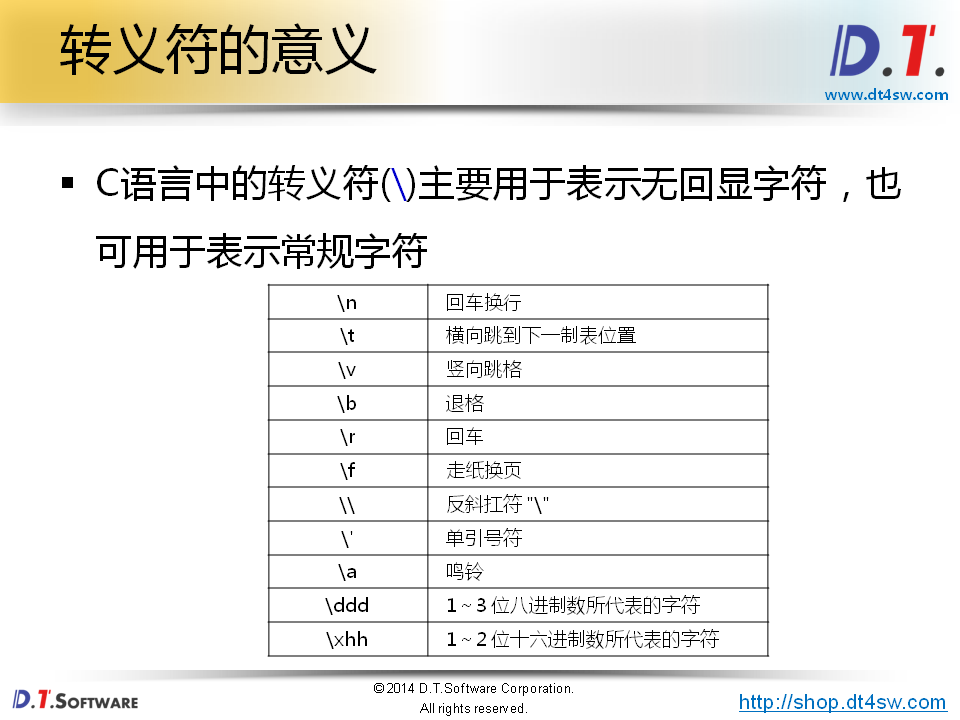 转义符的意义
D.T.
www.dt4sw.com
▪ C语言中的转义符(\)主要用于表示无回显字符，也
可用于表示常规字符
\n 回车换行
\t 横向跳到下一制表位置
\v 竖向跳格
\b 退格
\r 回车
\f 走纸换页
\\ 反斜扛符"\"
\' 单引号符
\a 鸣铃
\ddd 1~3位八进制数所代表的字符
\xhh 1~2位十六进制数所代表的字符
D.T.SOFTWARE
©2014 D.T.Software Corporation.
All rights reserved.
http://shop.dt4sw.com